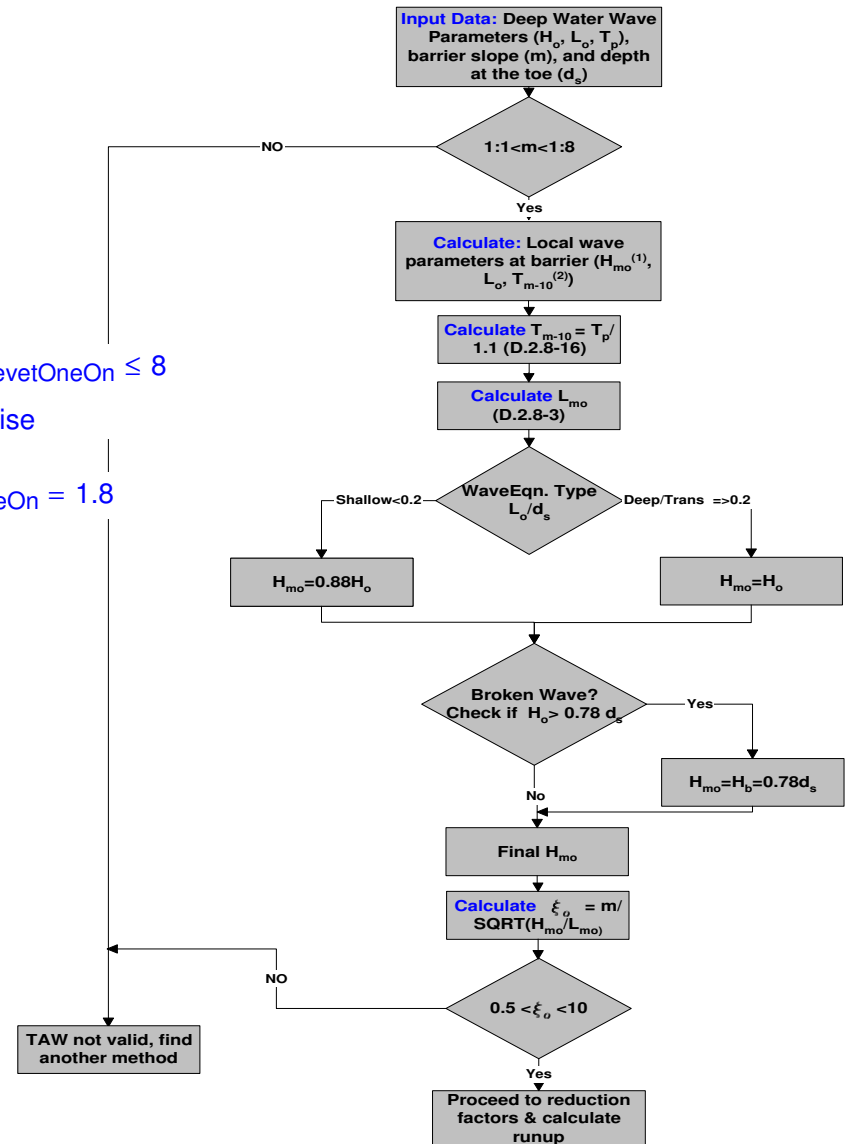 Input Data: Deep Water Wave
Parameters (Hₒ, Lₒ, Tₚ),
barrier slope (m), and depth
at the toe (dₛ)
NO
1:1<m<1:8
Yes
Calculate: Local wave
parameters at barrier (Hₘₒ⁽¹⁾,
Lₒ, Tₘ₋₁₀⁽²⁾)
Calculate Tₘ₋₁₀ = Tₚ/
1.1 (D.2.8-16)
evetOneOn ≤ 8
ise
eOn = 1.8
Calculate Lₘₒ
(D.2.8-3)
Shallow<0.2
WaveEqn. Type
Lₒ/dₛ
Deep/Trans =>0.2
Hₘₒ=0.88Hₒ
Hₘₒ=Hₒ
Broken Wave?
Check if Hₒ> 0.78 dₛ
Yes
Hₘₒ=H_b=0.78dₛ
No
Final Hₘₒ
Calculate ξₒ = m/
SQRT(Hₘₒ/Lₘₒ)
NO
0.5 <ξₒ <10
TAW not valid, find
another method
Yes
Proceed to reduction
factors & calculate
runup